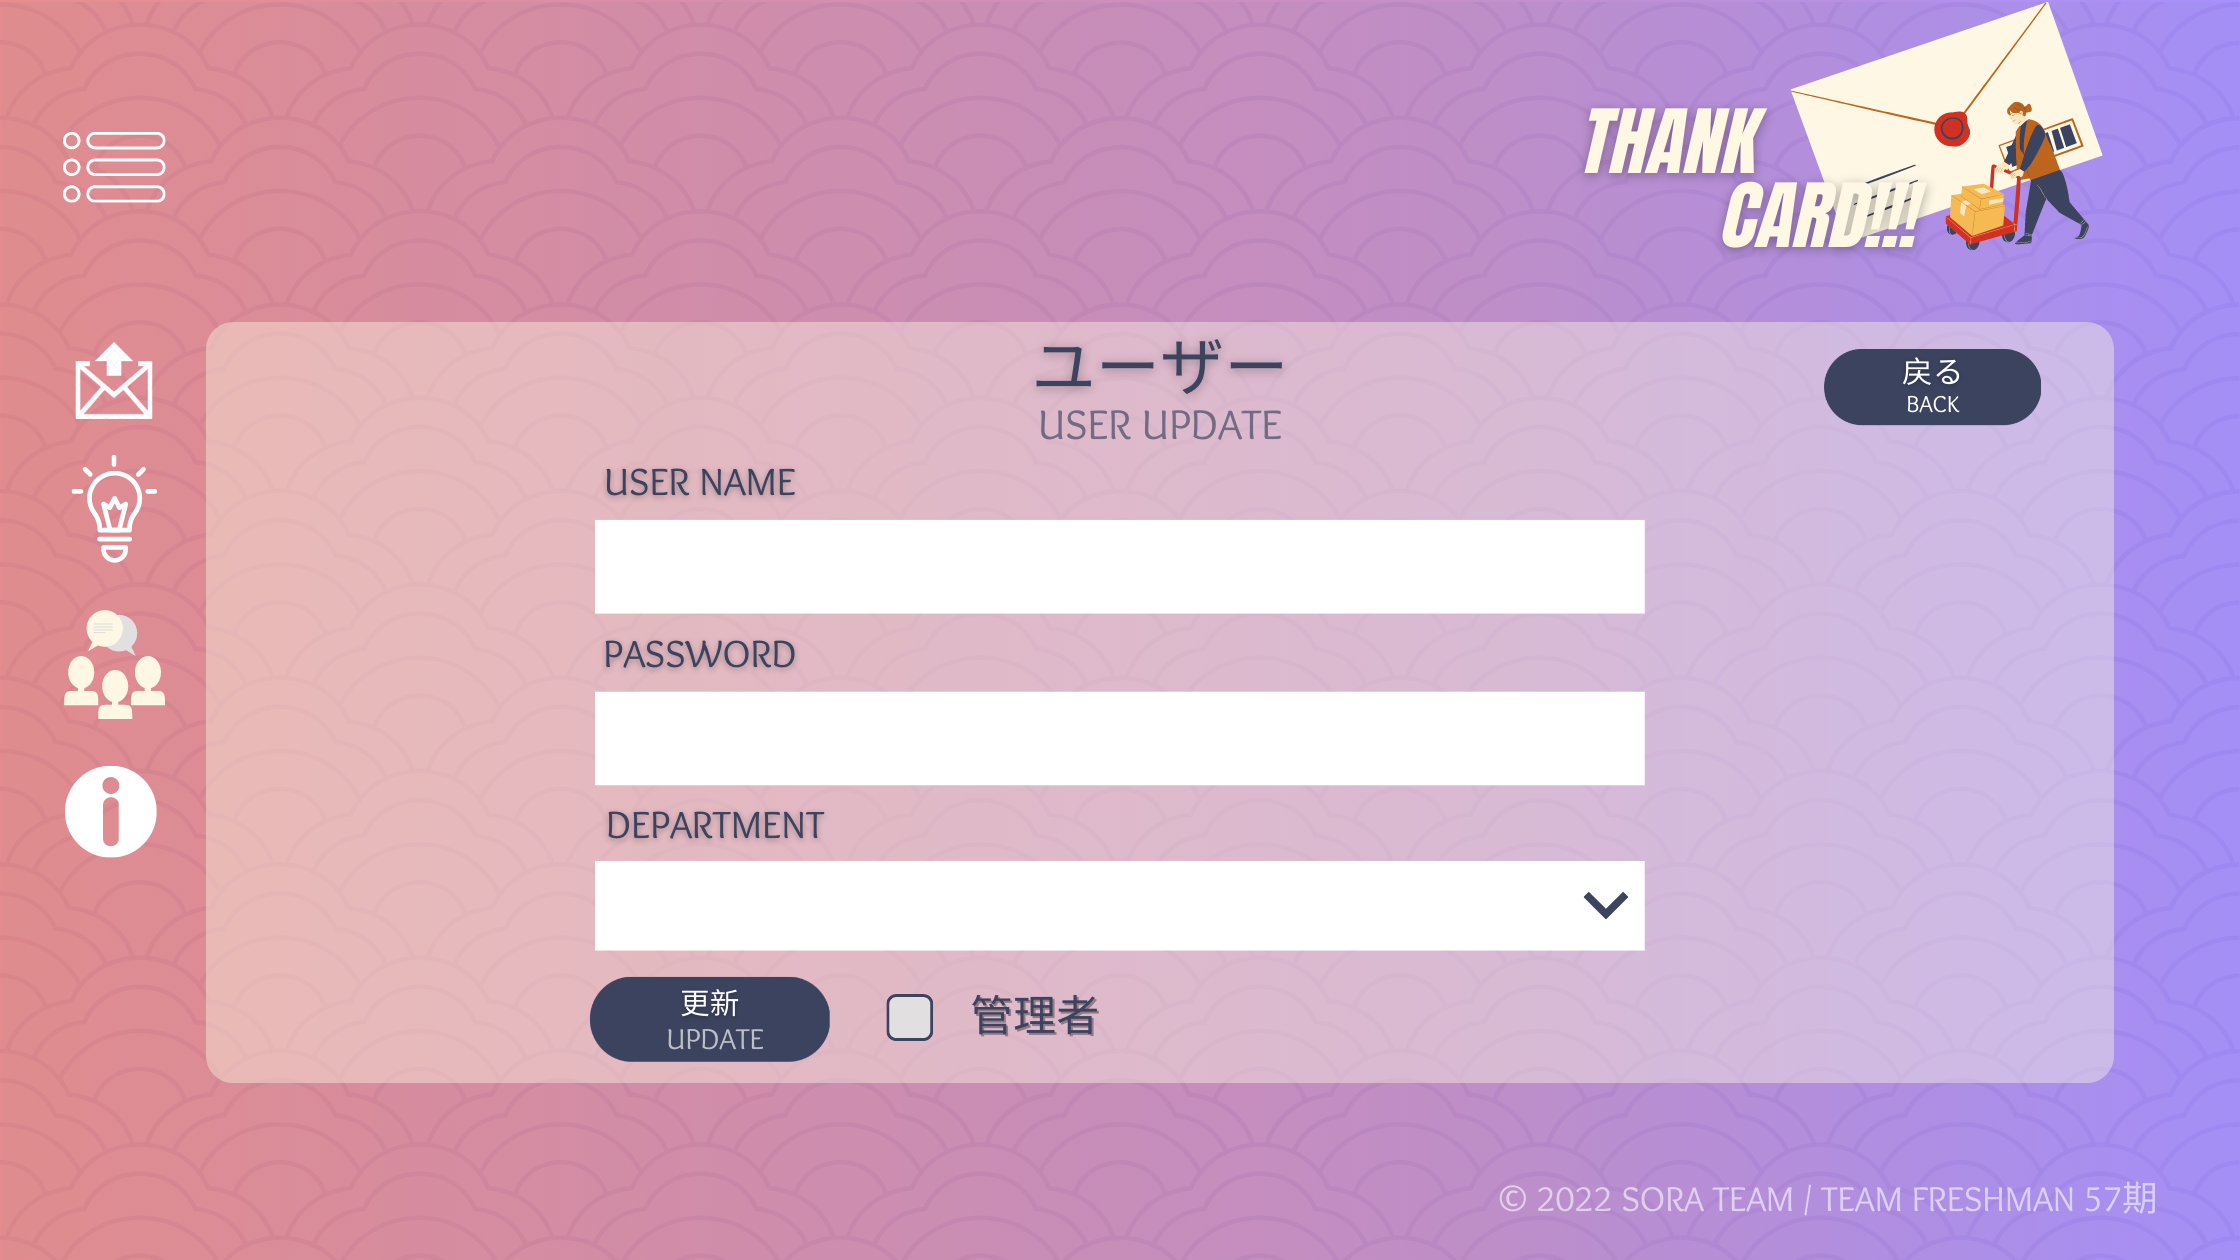 THANK
CARD!!!
ユーザー
USER UPDATE
戻る
BACK
USER NAME
PASSWORD
DEPARTMENT
更新
UPDATE
管理者
© 2022 SORA TEAM / TEAM FRESHMAN 57期